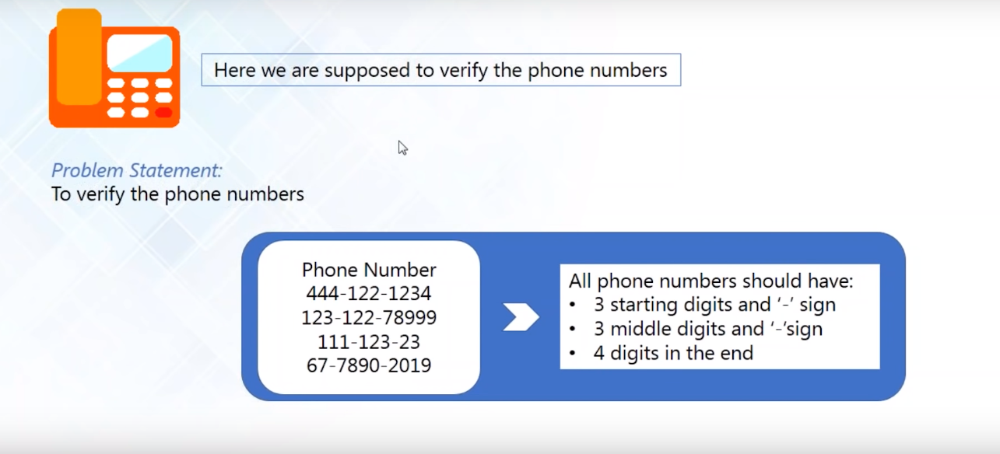 Here we are supposed to verify the phone numbers
Problem Statement:
To verify the phone numbers
Phone Number
444-122-1234
123-122-78999
111-123-23
67-7890-2019
All phone numbers should have:
• 3 starting digits and ‘-’ sign
• 3 middle digits and ‘-’sign
• 4 digits in the end